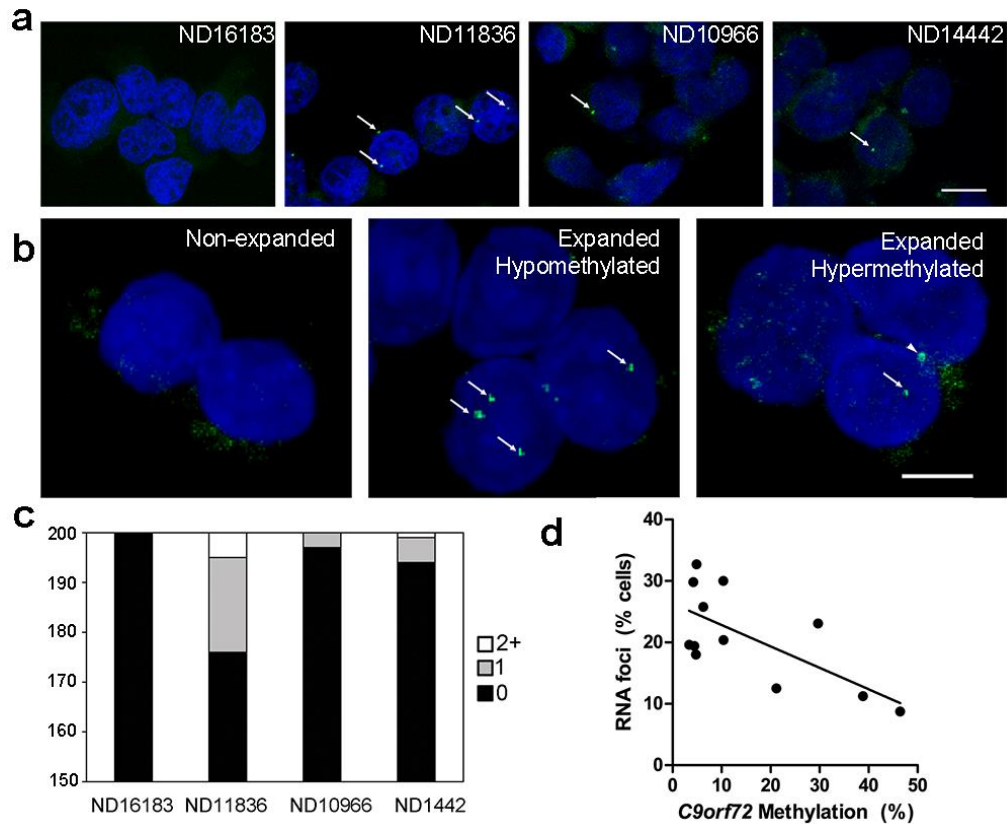 a
ND16183
ND11836
ND10966
ND14442
b
Non-expanded
Expanded
Hypomethylated
Expanded
Hypermethylated
c
200
190
180
170
160
150
ND16183
ND11836
ND10966
ND1442
2+
1
0
d
RNA foci (% cells)
40
30
20
10
0
0
10
20
30
40
50
C9orf72 Methylation (%)